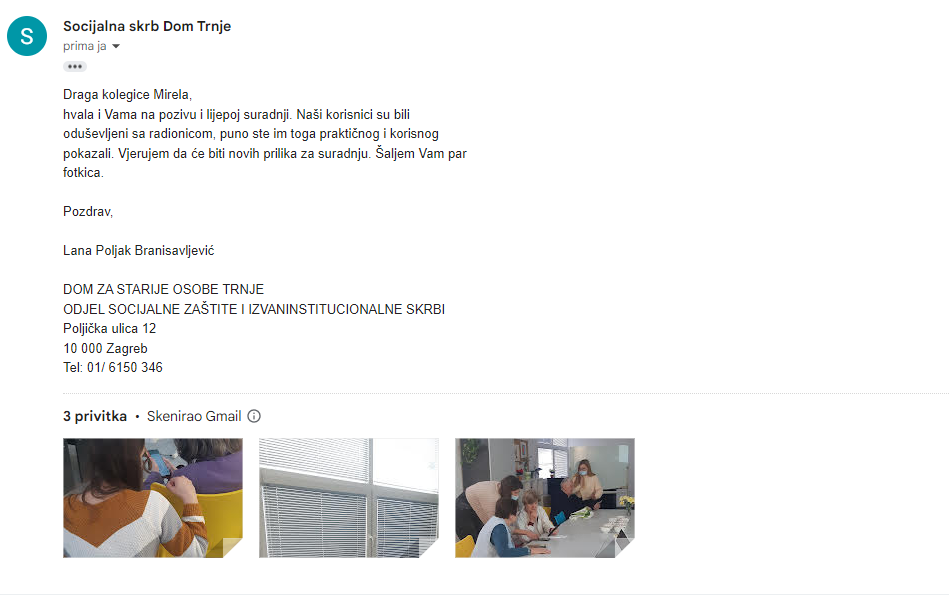 S
Socijalna skrb Dom Trnje
prima ja
Draga kolegice Mirela,
hvala i Vama na pozivu i lijepoj suradnji. Naši korisnici su bili
oduševljeni sa radionicom, puno ste im toga praktičnog i korisnog
pokazali. Vjerujem da će biti novih prilika za suradnju. Šaljem Vam par
fotkica.
Pozdrav,
Lana Poljak Branisavljević
DOM ZA STARIJE OSOBE TRNJE
ODJEL SOCIJALNE ZAŠTITE I IZVANINSTITUCIONALNE SKRBI
Poljička ulica 12
10 000 Zagreb
Tel: 01/ 6150 346
3 privitka • Skenirao Gmail